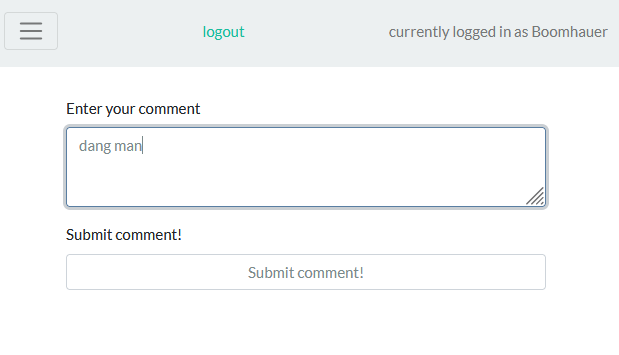 logout currently logged in as Boomhauer
Enter your comment
dang man
Submit comment!
Submit comment!